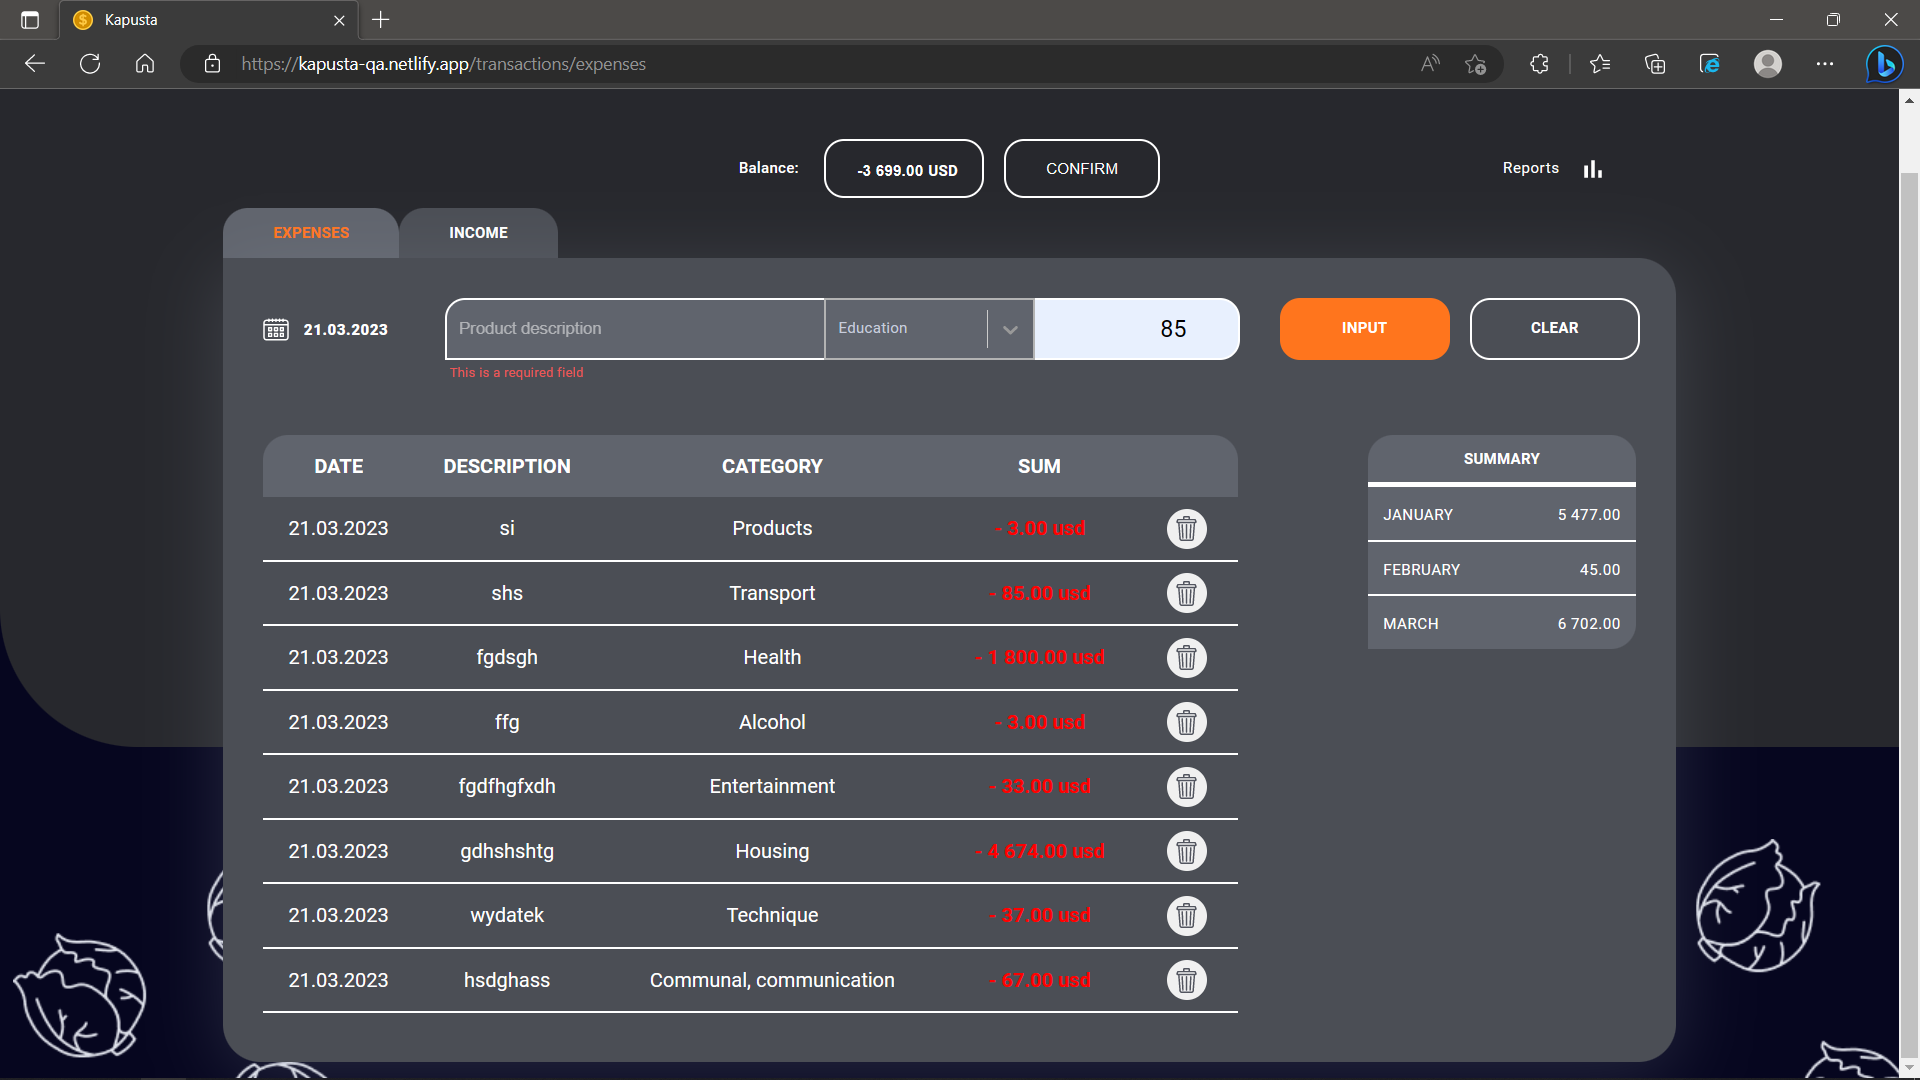 Kapusta
https://kapusta-qa.netlify.app/transactions/expenses
Balance: -3 699.00 USD CONFIRM Reports
EXPENSES INCOME
21.03.2023 Product description Education 85 INPUT CLEAR
This is a required field
DATE DESCRIPTION CATEGORY SUM
21.03.2023 si Products - 3.00 usd
21.03.2023 shs Transport - 85.00 usd
21.03.2023 fgdsgh Health - 1 800.00 usd
21.03.2023 ffg Alcohol - 3.00 usd
21.03.2023 fgdfhgfxdh Entertainment - 33.00 usd
21.03.2023 gdhshshtg Housing - 4 674.00 usd
21.03.2023 wydatek Technique - 37.00 usd
21.03.2023 hsdghass Communal, communication - 67.00 usd
SUMMARY
JANUARY 5 477.00
FEBRUARY 45.00
MARCH 6 702.00